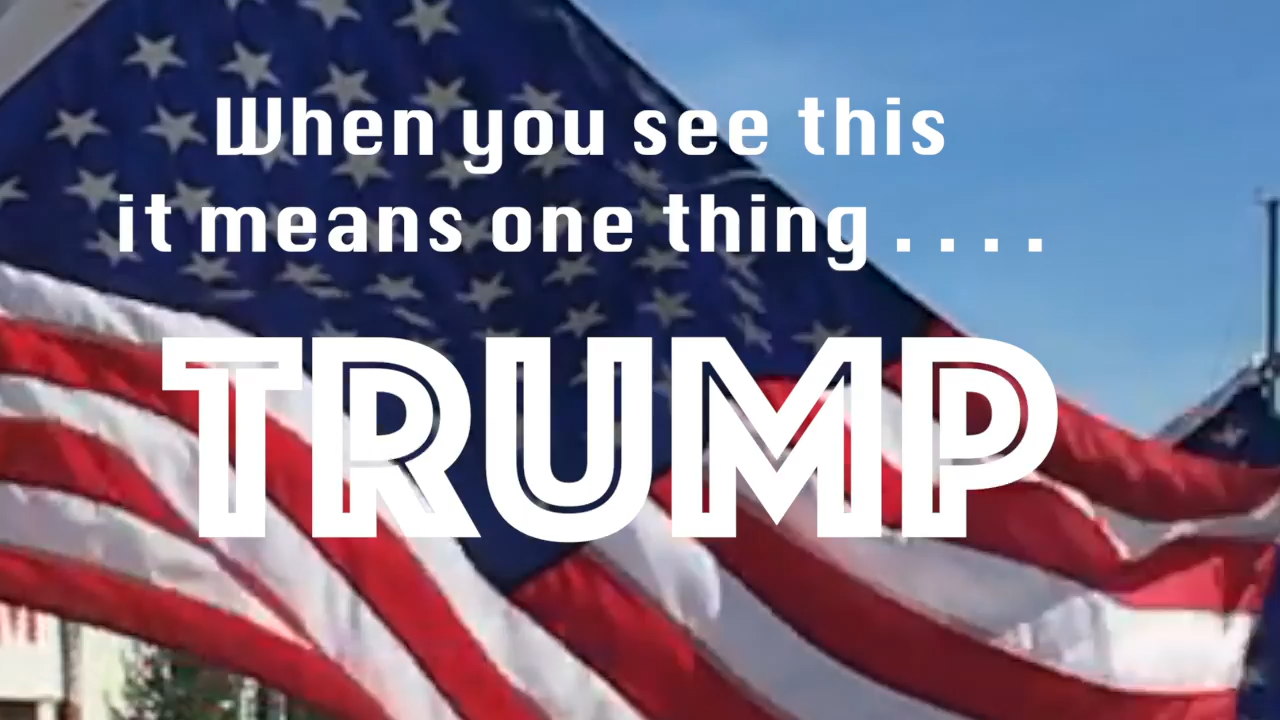 When you see this
it means one thing . . . .
TRUMP